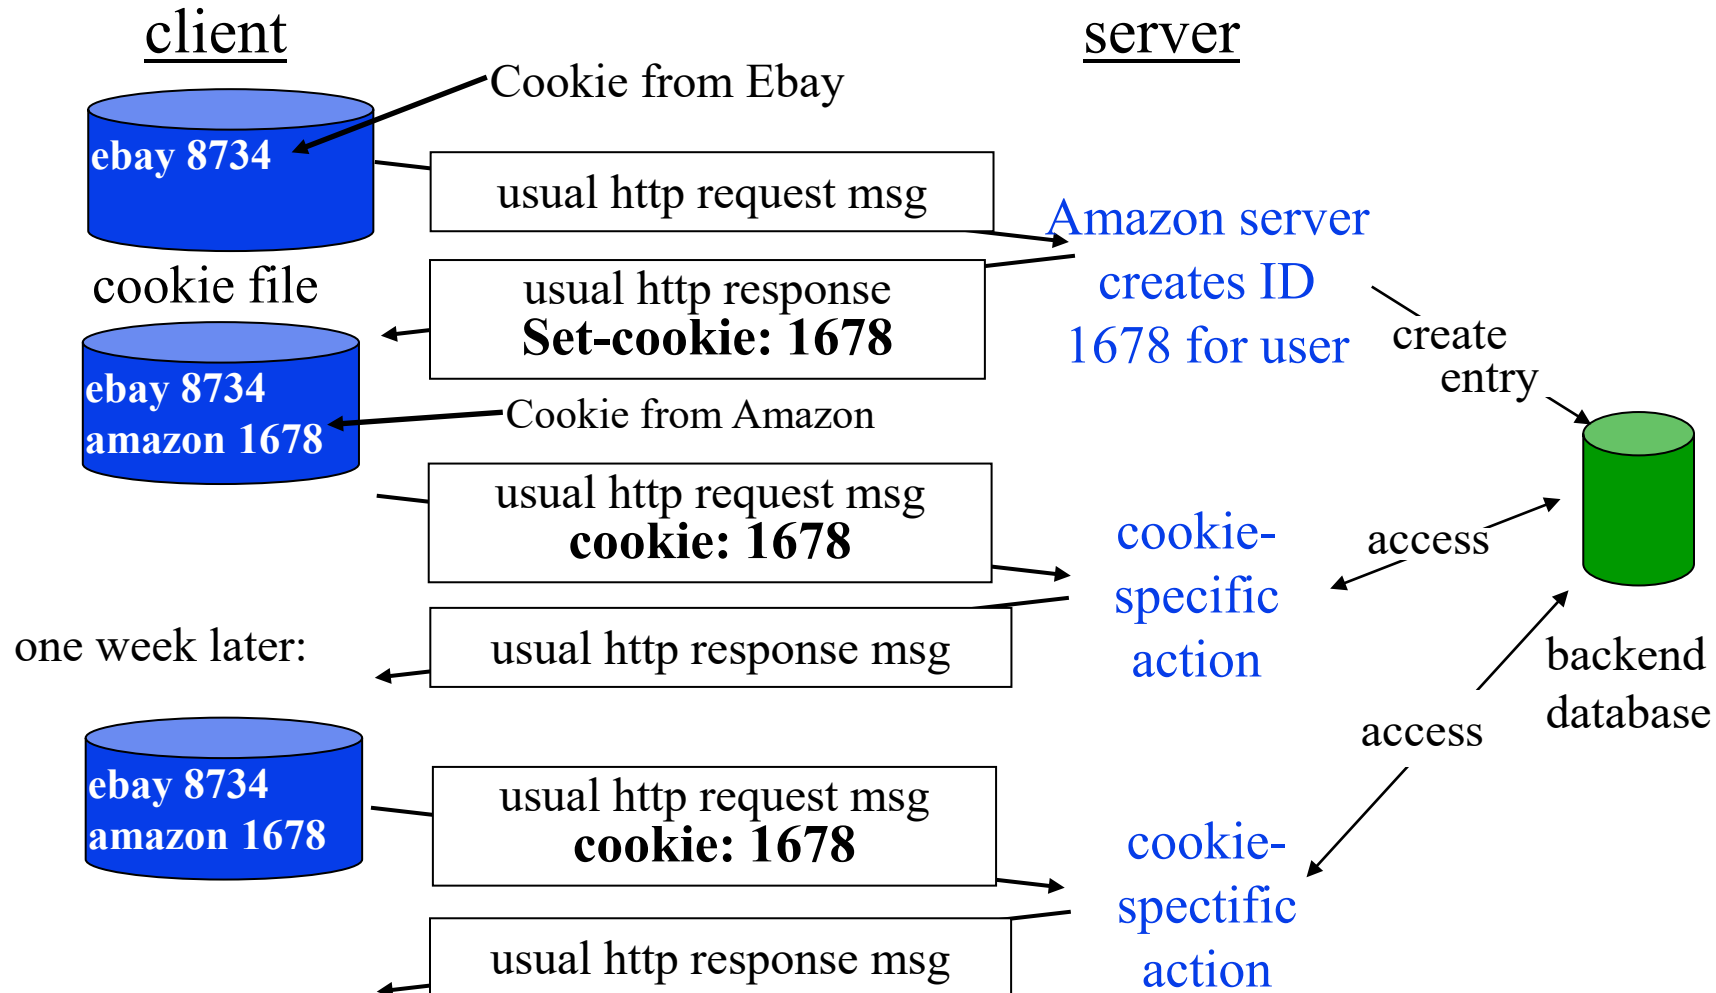 client
server
Cookie from Ebay
ebay 8734
usual http request msg
Amazon server
creates ID
1678 for user
cookie file
usual http response
Set-cookie: 1678
create
entry
ebay 8734
amazon 1678
Cookie from Amazon
usual http request msg
cookie: 1678
cookie-
specific
action
access
one week later:
usual http response msg
backend
database
access
ebay 8734
amazon 1678
usual http request msg
cookie: 1678
cookie-
spectific
action
usual http response msg